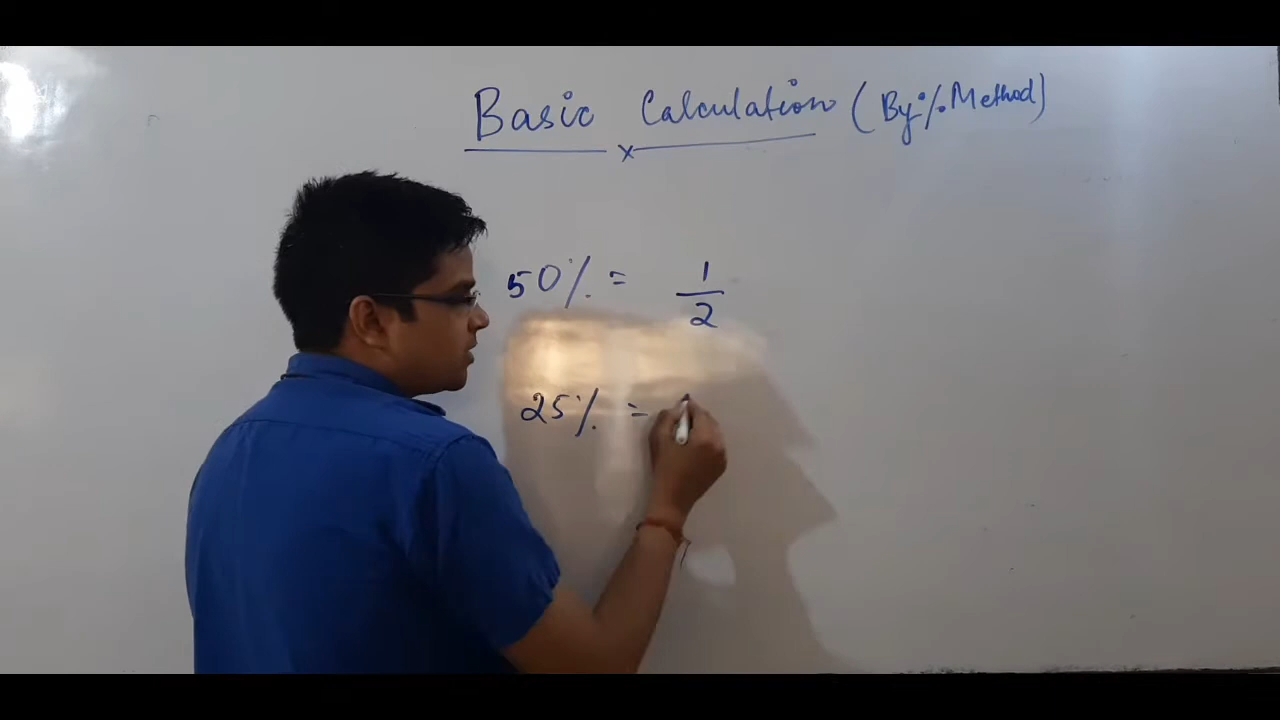 Basic Calculation (By % Method)
x
50% = 1/2
25% =